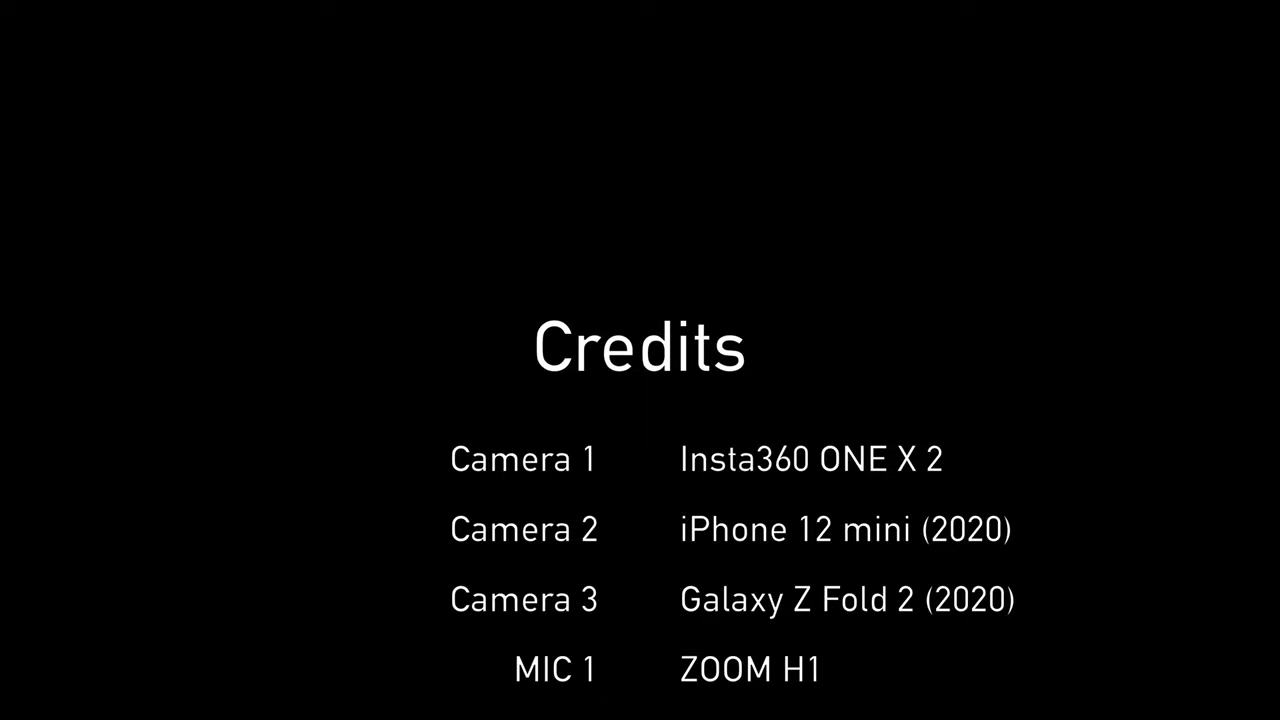 Credits
Camera 1 Insta360 ONE X 2
Camera 2 iPhone 12 mini (2020)
Camera 3 Galaxy Z Fold 2 (2020)
MIC 1 ZOOM H1